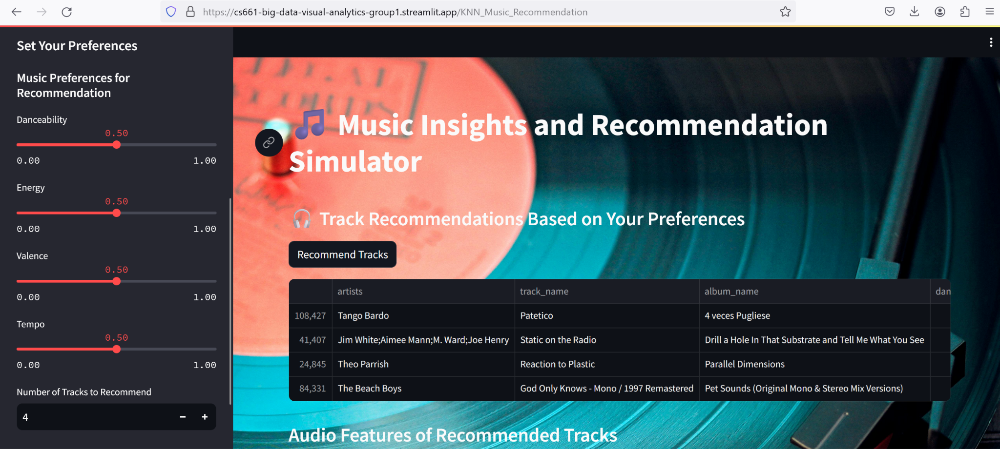 https://cs661-big-data-visual-analytics-group1.streamlit.app/KNN_Music_Recommendation
Set Your Preferences
Music Preferences for
Recommendation
Danceability
0.50
0.00 1.00
Energy
0.50
0.00 1.00
Valence
0.50
0.00 1.00
Tempo
0.50
0.00 1.00
Number of Tracks to Recommend
4 - +
🎵 Music Insights and Recommendation
Simulator
🎧 Track Recommendations Based on Your Preferences
Recommend Tracks
artists track_name album_name dan
108,427 Tango Bardo Patetico 4 veces Pugliese
41,407 Jim White;Aimee Mann;M. Ward;Joe Henry Static on the Radio Drill a Hole In That Substrate and Tell Me What You See
24,845 Theo Parrish Reaction to Plastic Parallel Dimensions
84,331 The Beach Boys God Only Knows - Mono / 1997 Remastered Pet Sounds (Original Mono & Stereo Mix Versions)
Audio Features of Recommended Tracks